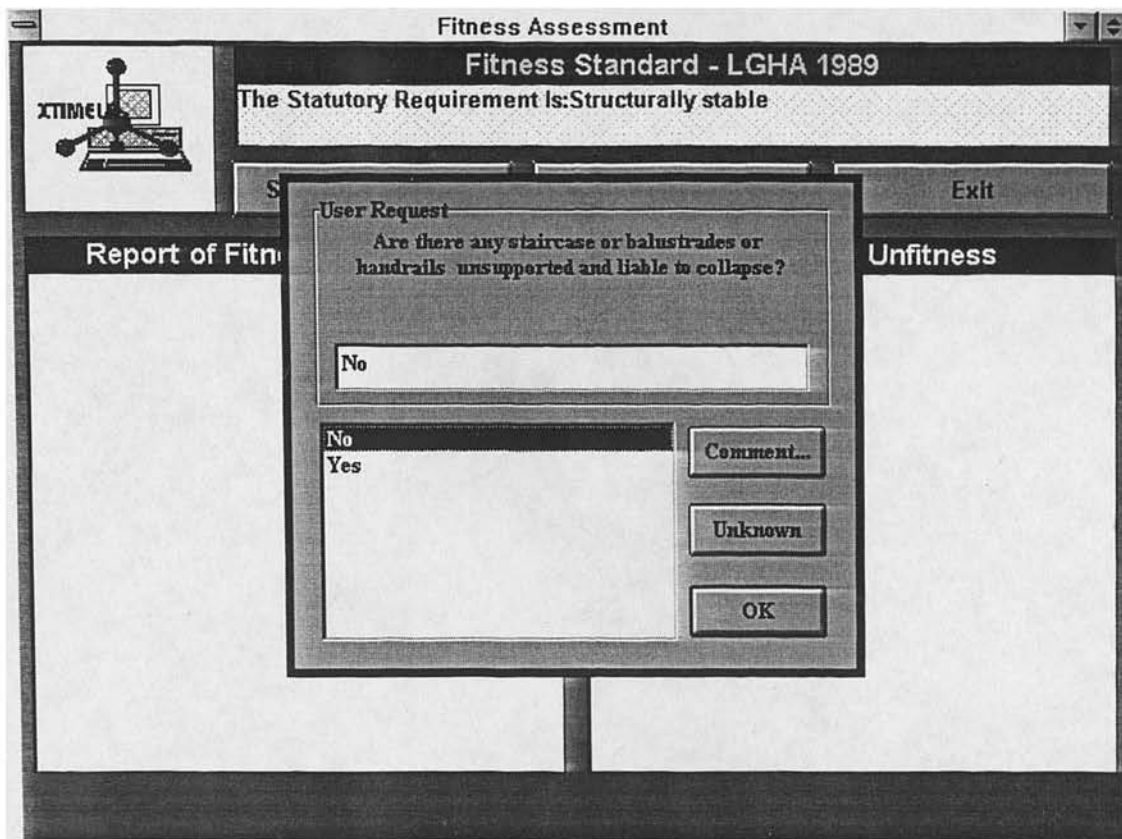 Fitness Assessment
Fitness Standard - LGHA 1989
XTIMEL
The Statutory Requirement Is:Structurally stable
Exit
User Request
Are there any staircase or balustrades or
handrails unsupported and liable to collapse?
Report of
Unfitness
No
No
Yes
Comment...
Unknown
OK